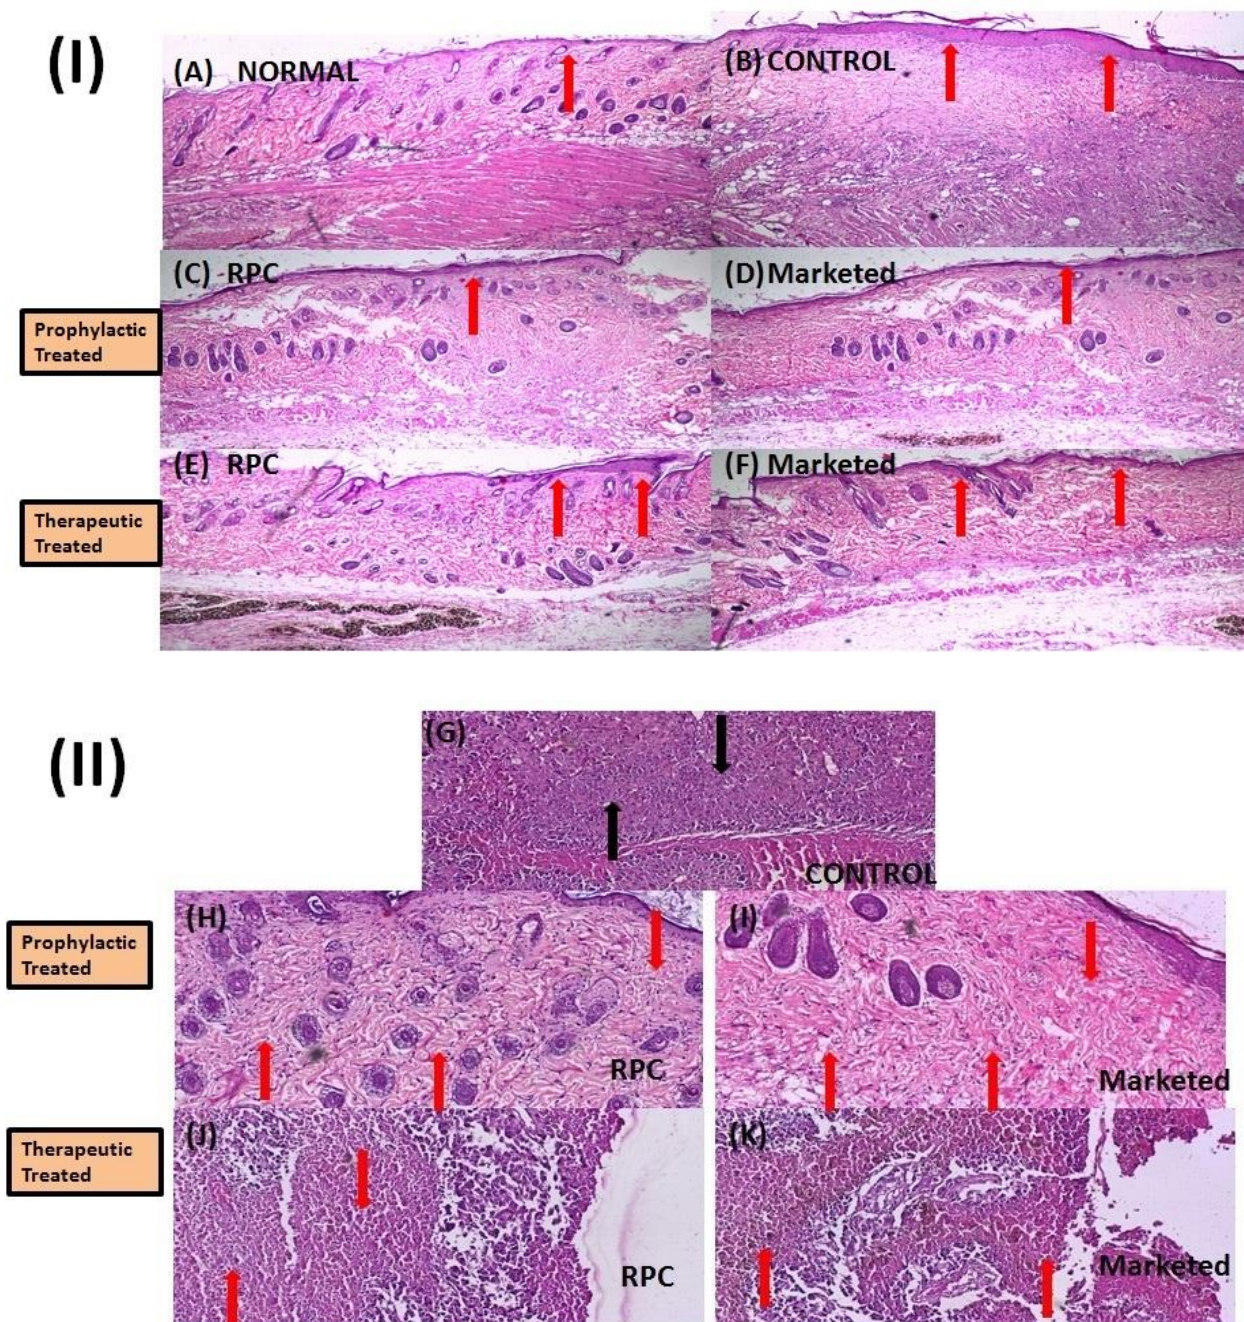 (I)
(A) NORMAL
(B) CONTROL
(C) RPC
(D) Marketed
Prophylactic
Treated
(E) RPC
(F) Marketed
Therapeutic
Treated
(II)
(G)
CONTROL
(H)
(I)
Prophylactic
Treated
RPC
Marketed
(J)
(K)
Therapeutic
Treated
RPC
Marketed